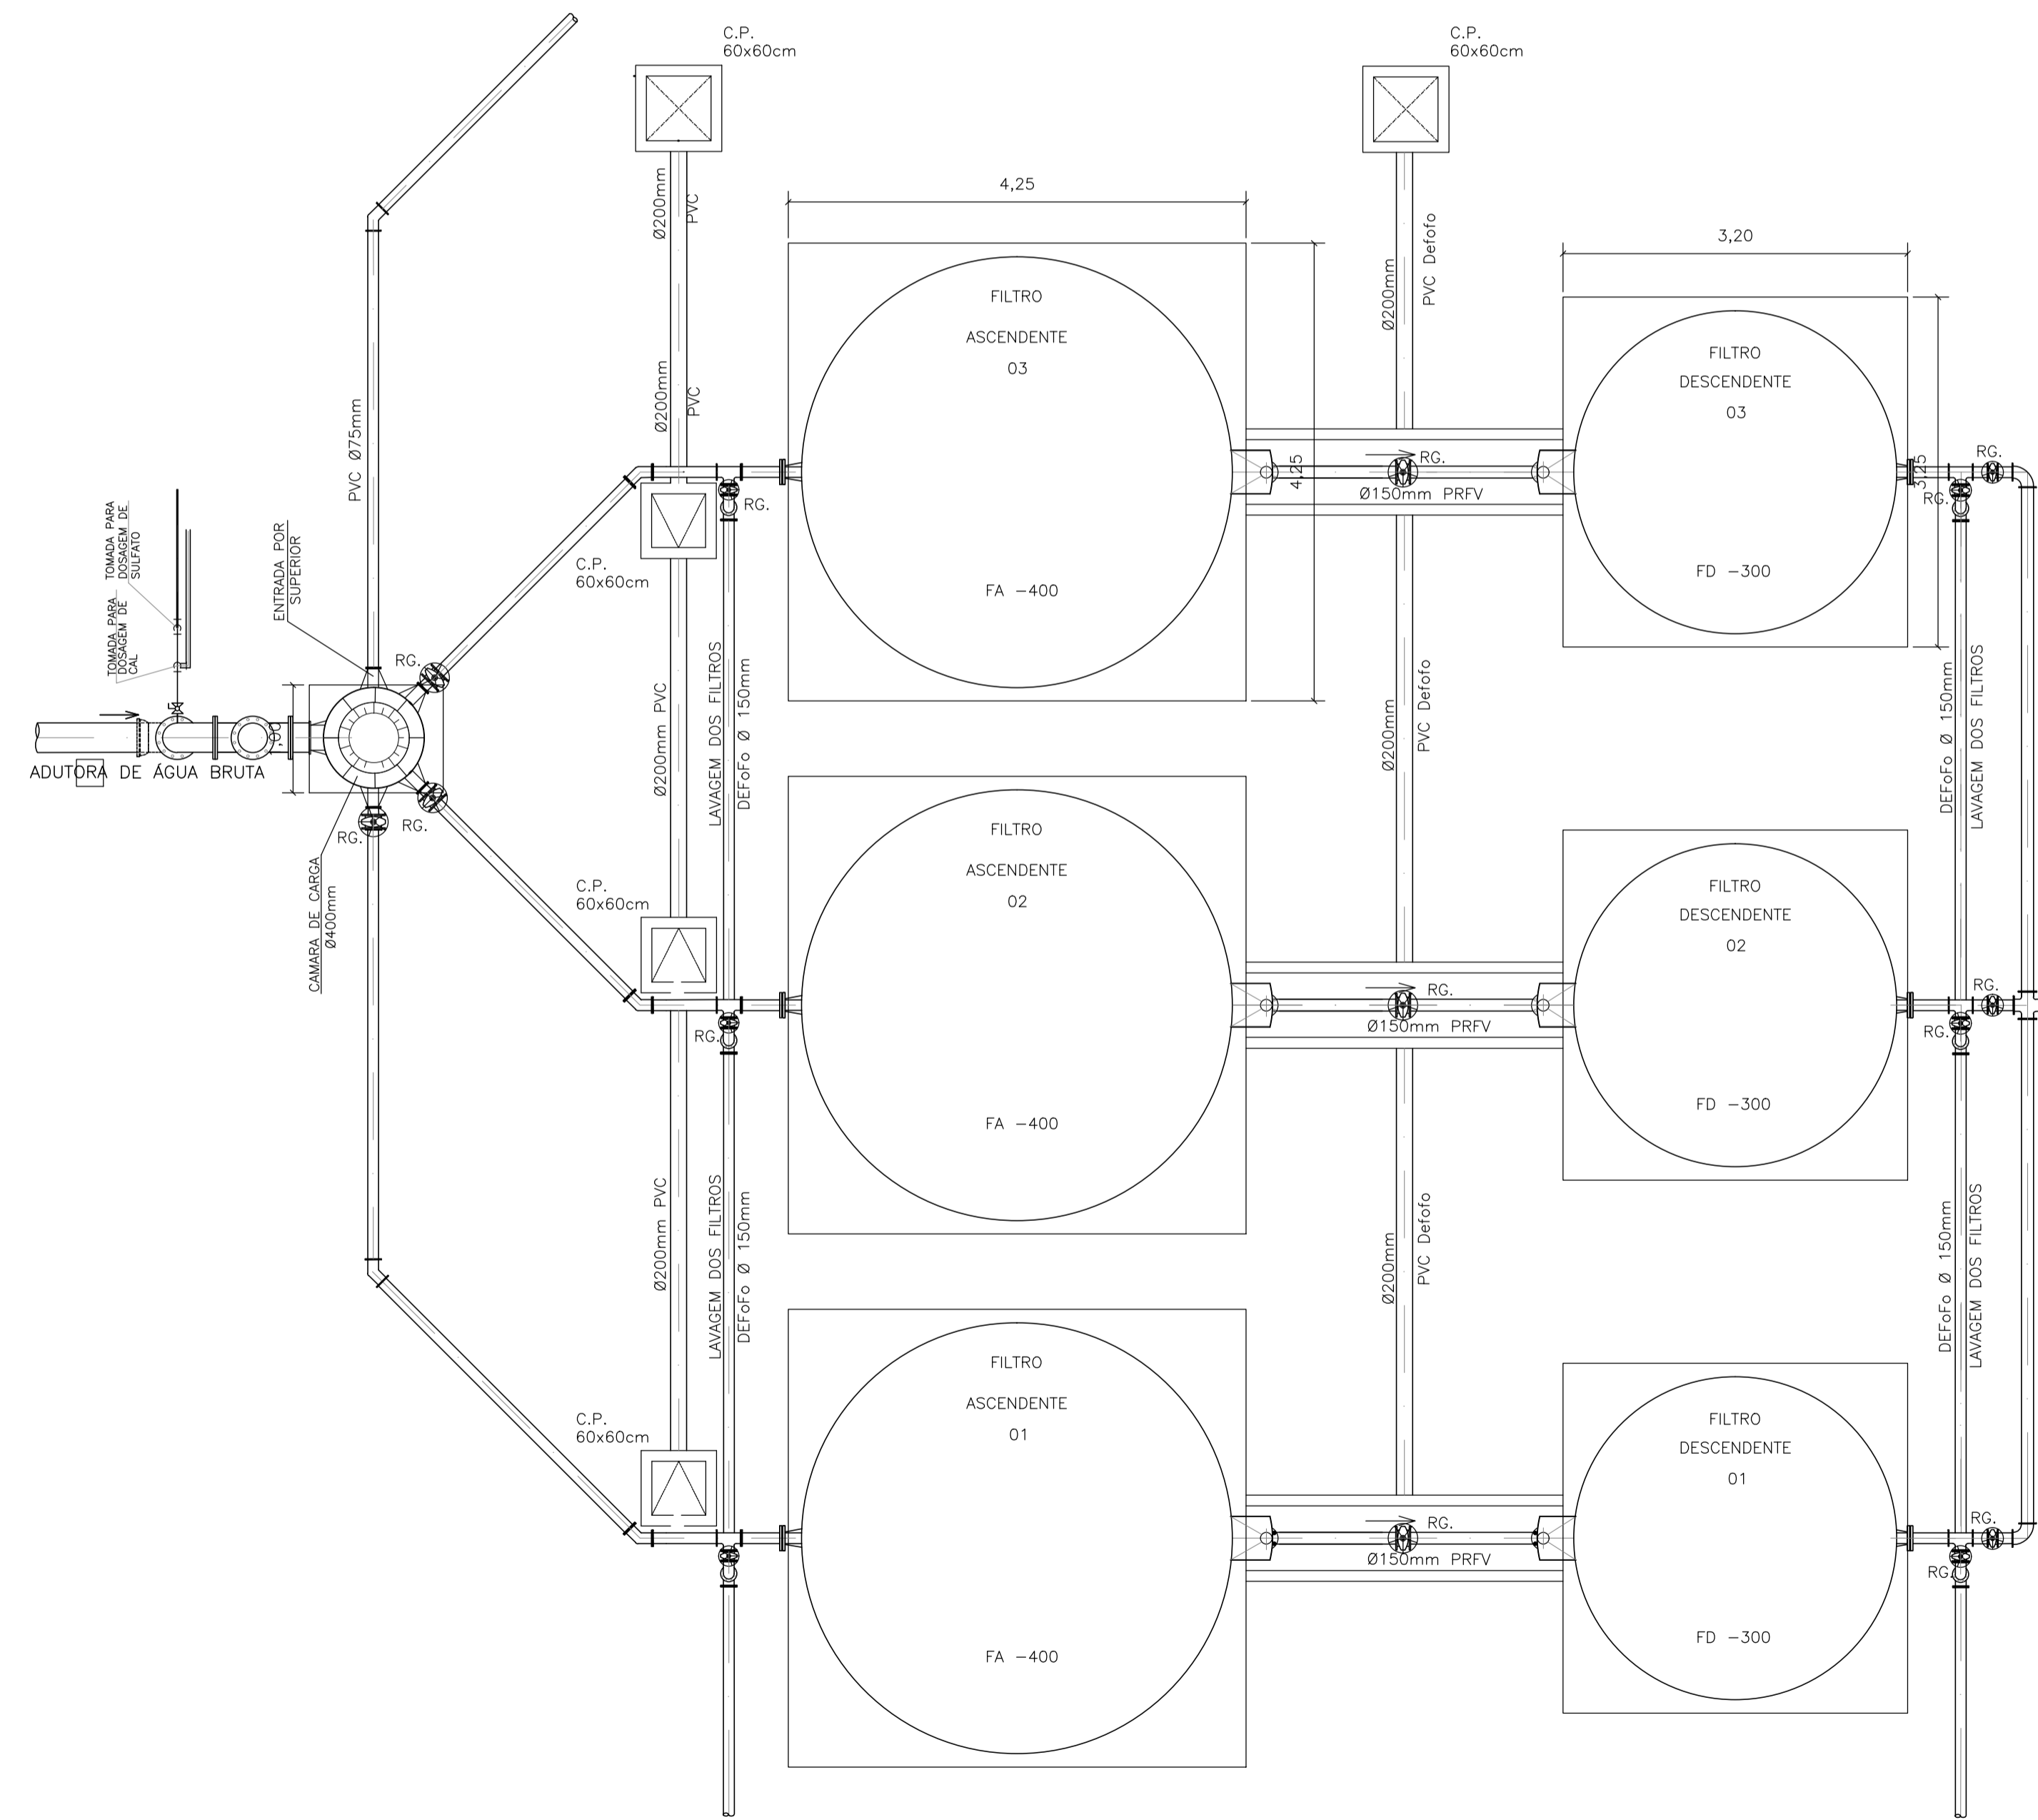 C.P.
60x60cm
C.P.
60x60cm
4,25
3,20
Ø200mm
PVC
Ø200mm
PVC Defofo
FILTRO
ASCENDENTE
03
FA -400
4,25
FILTRO
DESCENDENTE
03
FD -300
3,25
Ø200mm
PVC
PVC Ø75mm
RG.
Ø150mm PRFV
RG.
RG.
RG.
TOMADA PARA
DOSAGEM DE
SULFATO
TOMADA PARA
DOSAGEM DE
CAL
ENTRADA POR
SUPERIOR
C.P.
60x60cm
RG.
ADUTORA DE ÁGUA BRUTA
,00
RG.
RG.
CAMARA DE CARGA
Ø400mm
Ø200mm PVC
LAVAGEM DOS FILTROS
DEFoFo Ø 150mm
Ø200mm
PVC Defofo
DEFoFo Ø 150mm
LAVAGEM DOS FILTROS
FILTRO
ASCENDENTE
02
FA -400
FILTRO
DESCENDENTE
02
FD -300
C.P.
60x60cm
RG.
RG.
Ø150mm PRFV
RG.
RG.
Ø200mm PVC
LAVAGEM DOS FILTROS
DEFoFo Ø 150mm
Ø200mm
PVC Defofo
DEFoFo Ø 150mm
LAVAGEM DOS FILTROS
FILTRO
ASCENDENTE
01
FA -400
FILTRO
DESCENDENTE
01
FD -300
C.P.
60x60cm
RG.
Ø150mm PRFV
RG.
RG.